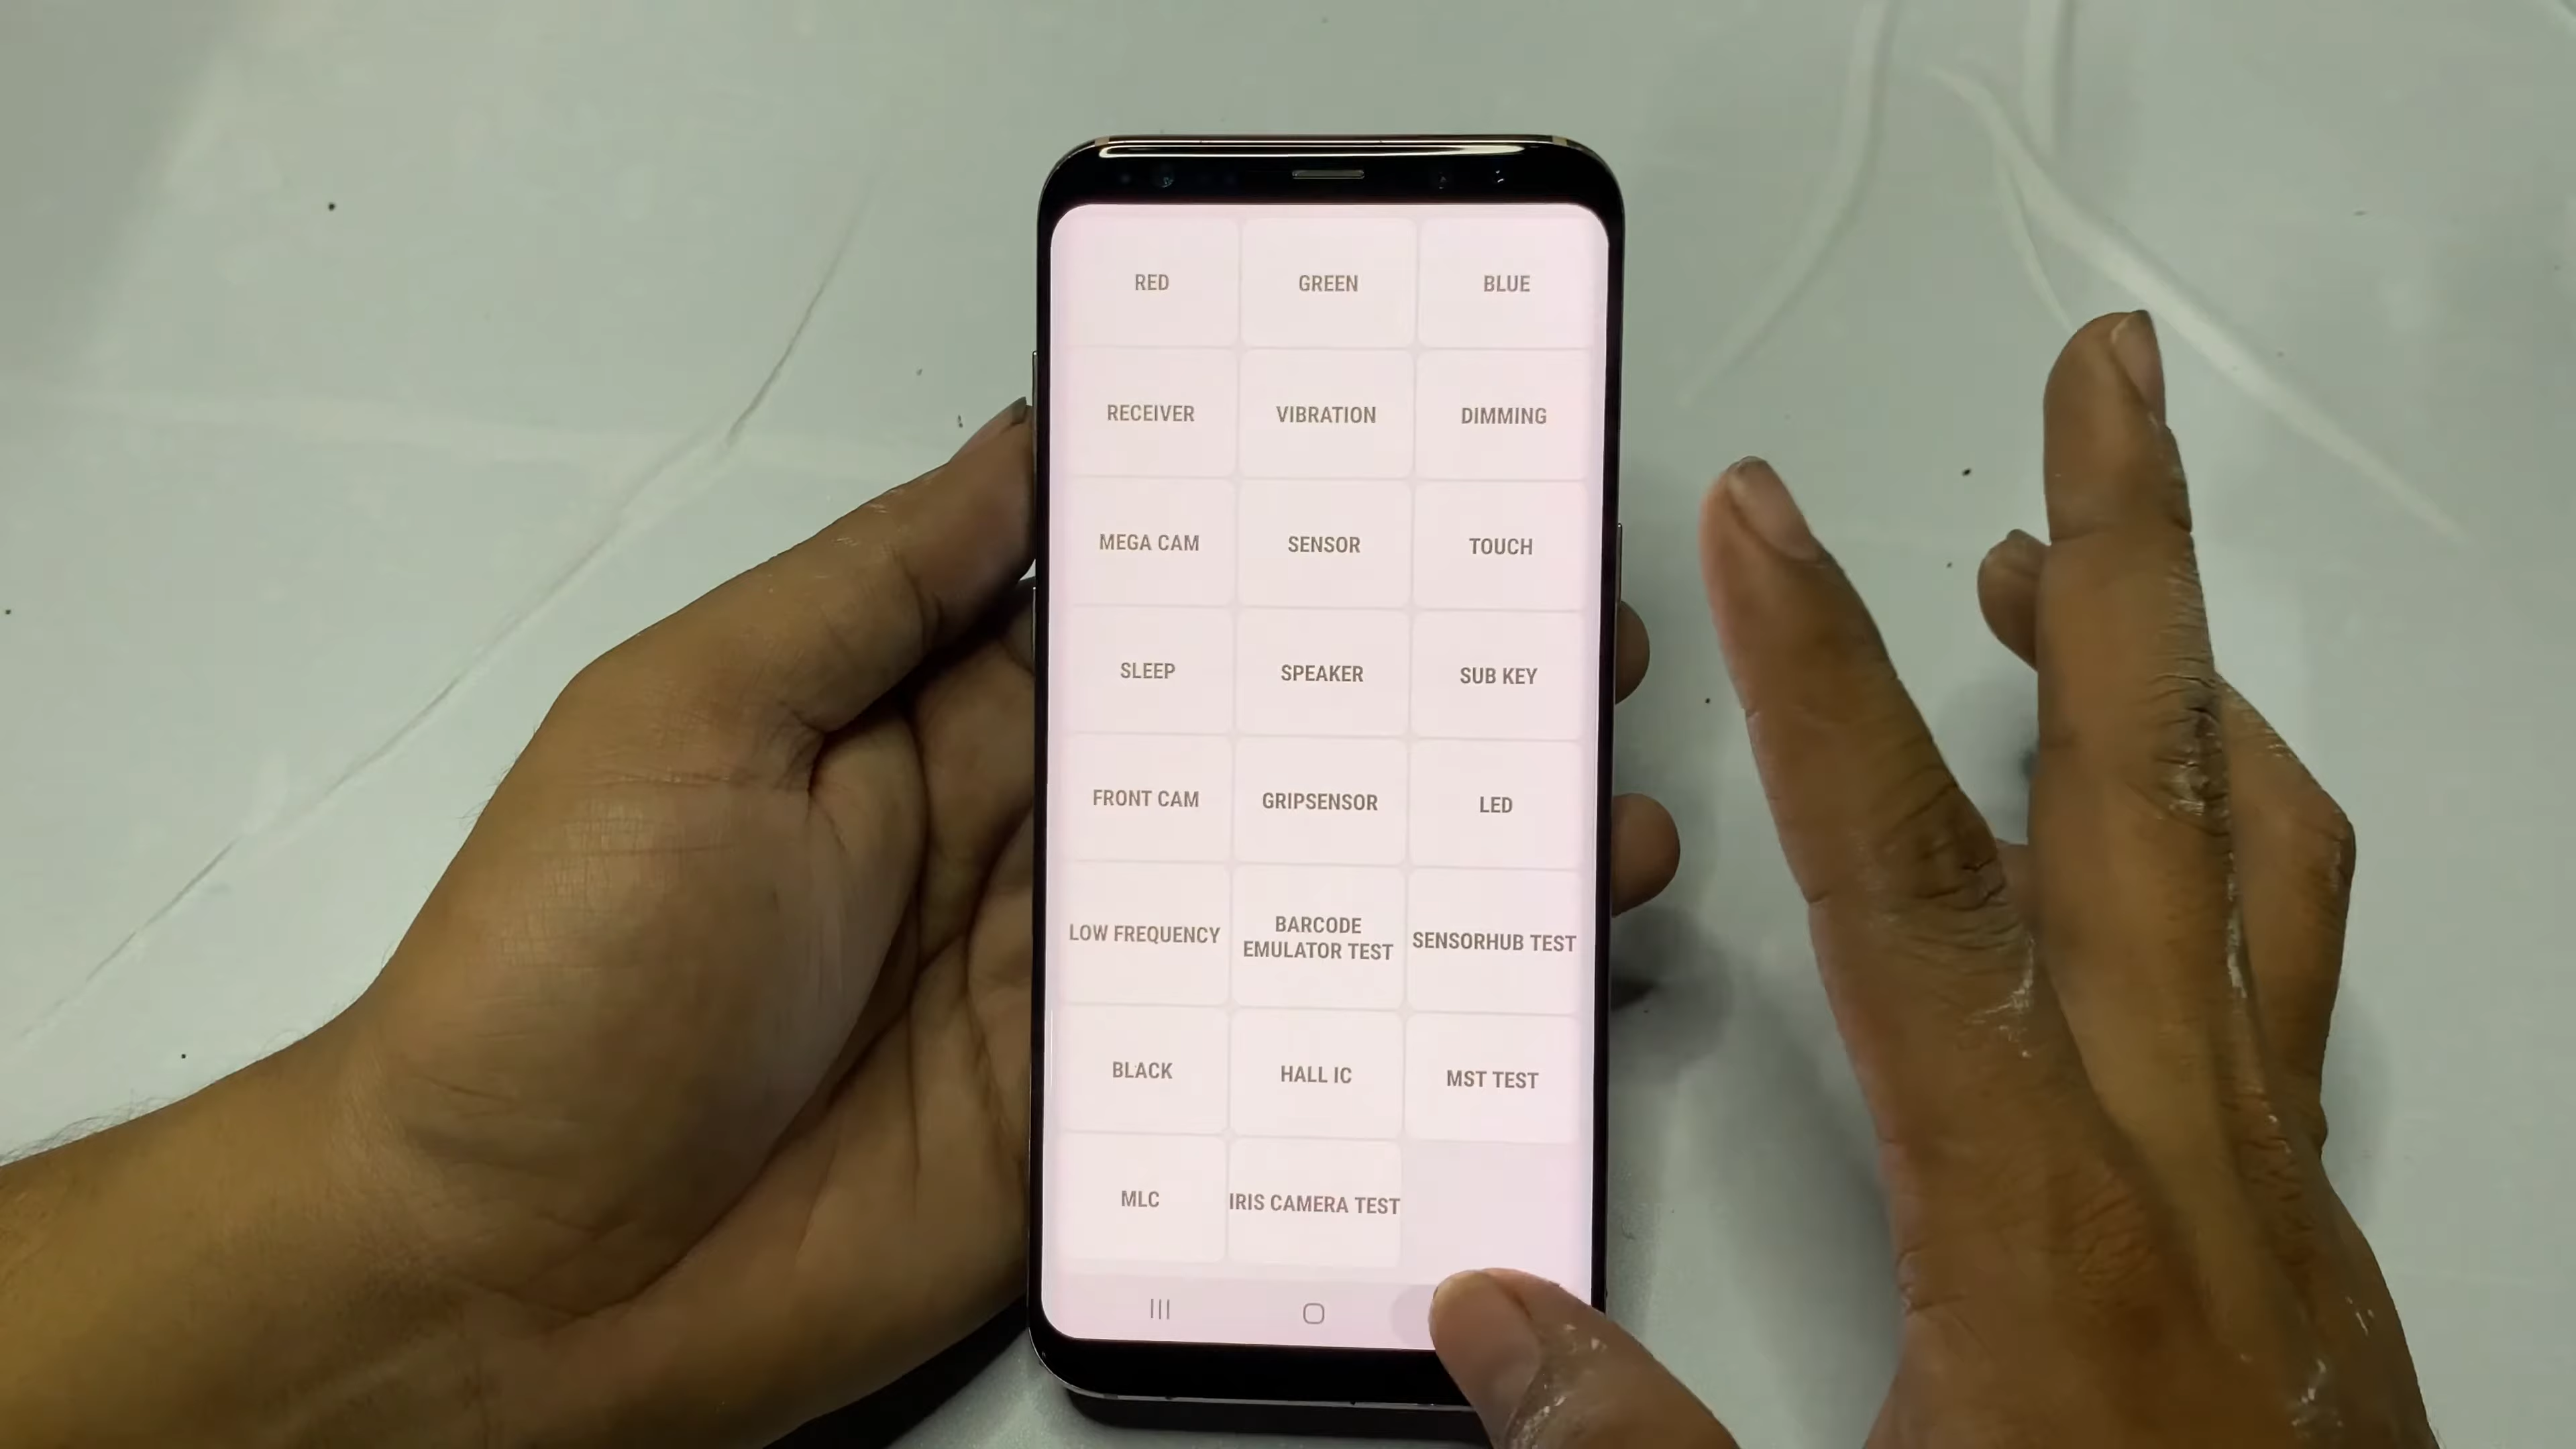 RED
GREEN
BLUE
RECEIVER
VIBRATION
DIMMING
MEGA CAM
SENSOR
TOUCH
SLEEP
SPEAKER
SUB KEY
FRONT CAM
GRIPSENSOR
LED
LOW FREQUENCY
BARCODE
EMULATOR TEST
SENSORHUB TEST
BLACK
HALL IC
MST TEST
MLC
IRIS CAMERA TEST